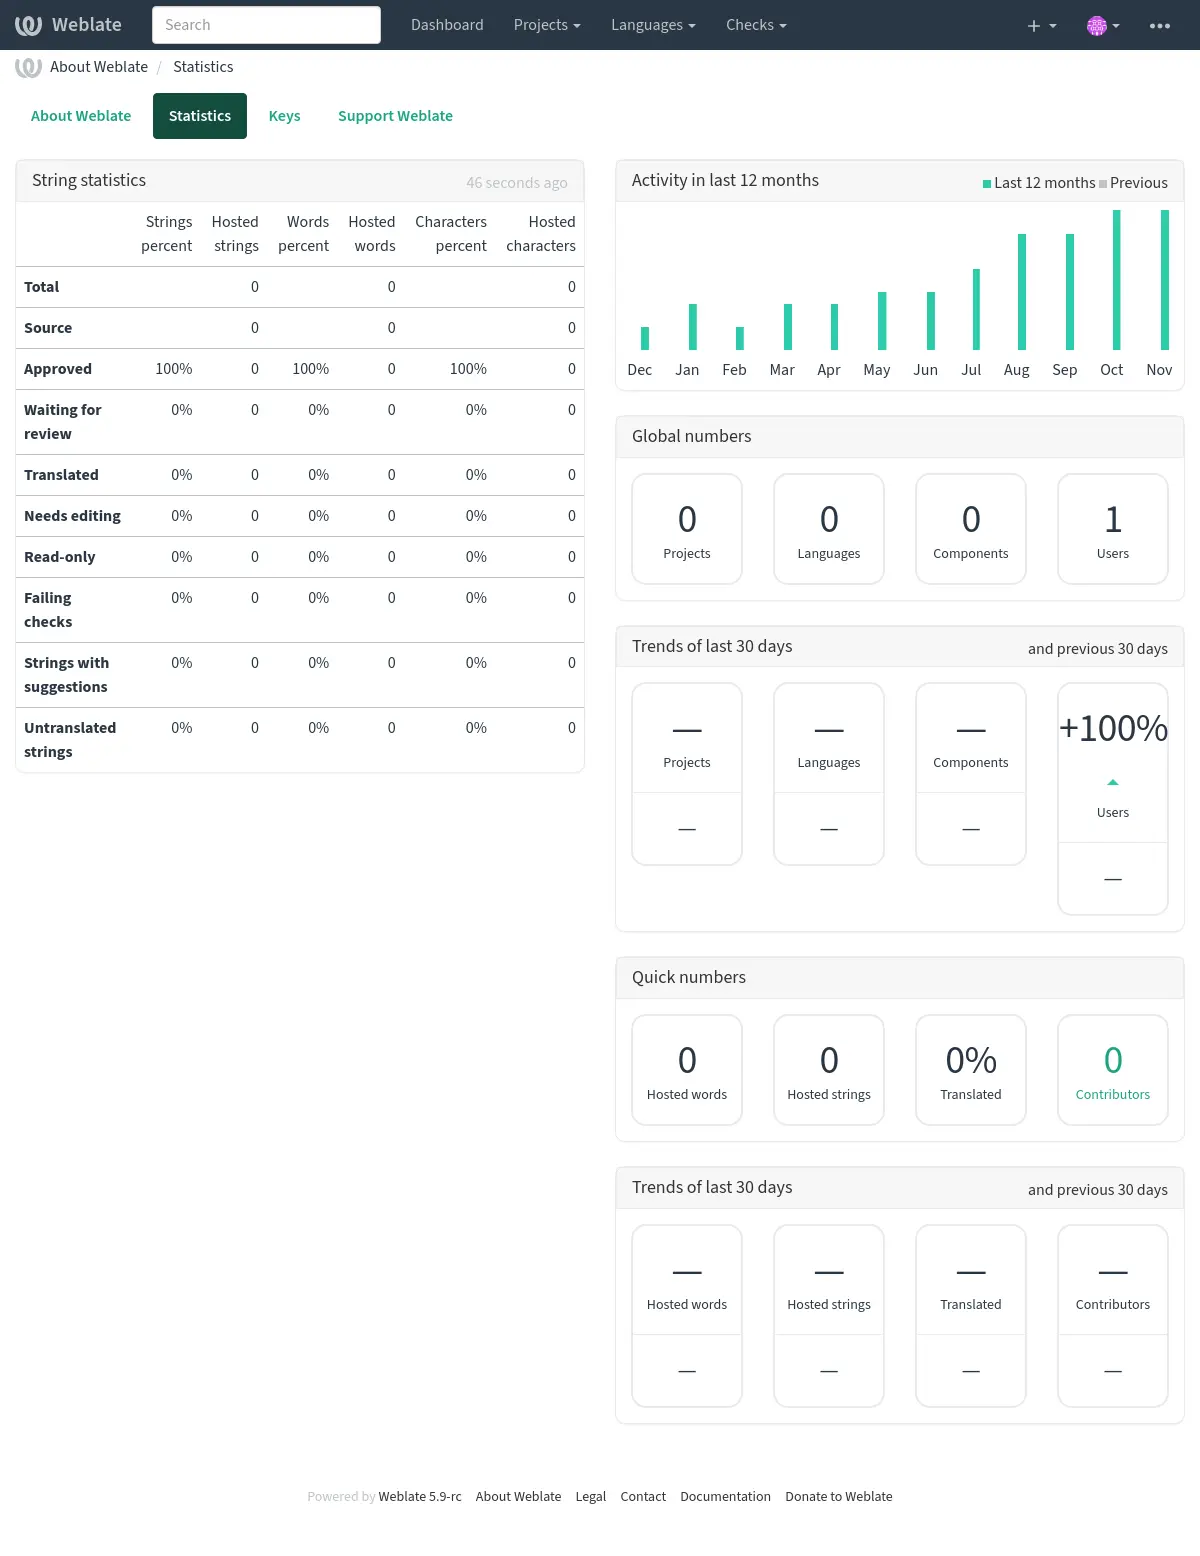 Weblate Search Dashboard Projects Languages Checks
About Weblate / Statistics
About Weblate Statistics Keys Support Weblate
String statistics 46 seconds ago
Strings percent Hosted strings Words percent Hosted words Characters percent Hosted characters
Total 0 0 0
Source 0 0 0
Approved 100% 0 100% 0 100% 0
Waiting for review 0% 0 0% 0 0% 0
Translated 0% 0 0% 0 0% 0
Needs editing 0% 0 0% 0 0% 0
Read-only 0% 0 0% 0 0% 0
Failing checks 0% 0 0% 0 0% 0
Strings with suggestions 0% 0 0% 0 0% 0
Untranslated strings 0% 0 0% 0 0% 0
Activity in last 12 months Last 12 months Previous
Dec Jan Feb Mar Apr May Jun Jul Aug Sep Oct Nov
Global numbers
0 0 0 1
Projects Languages Components Users
Trends of last 30 days and previous 30 days
— — — +100%
Projects Languages Components Users
— — — —
Quick numbers
0 0 0% 0
Hosted words Hosted strings Translated Contributors
Trends of last 30 days and previous 30 days
— — — —
Hosted words Hosted strings Translated Contributors
— — — —
Powered by Weblate 5.9-rc About Weblate Legal Contact Documentation Donate to Weblate